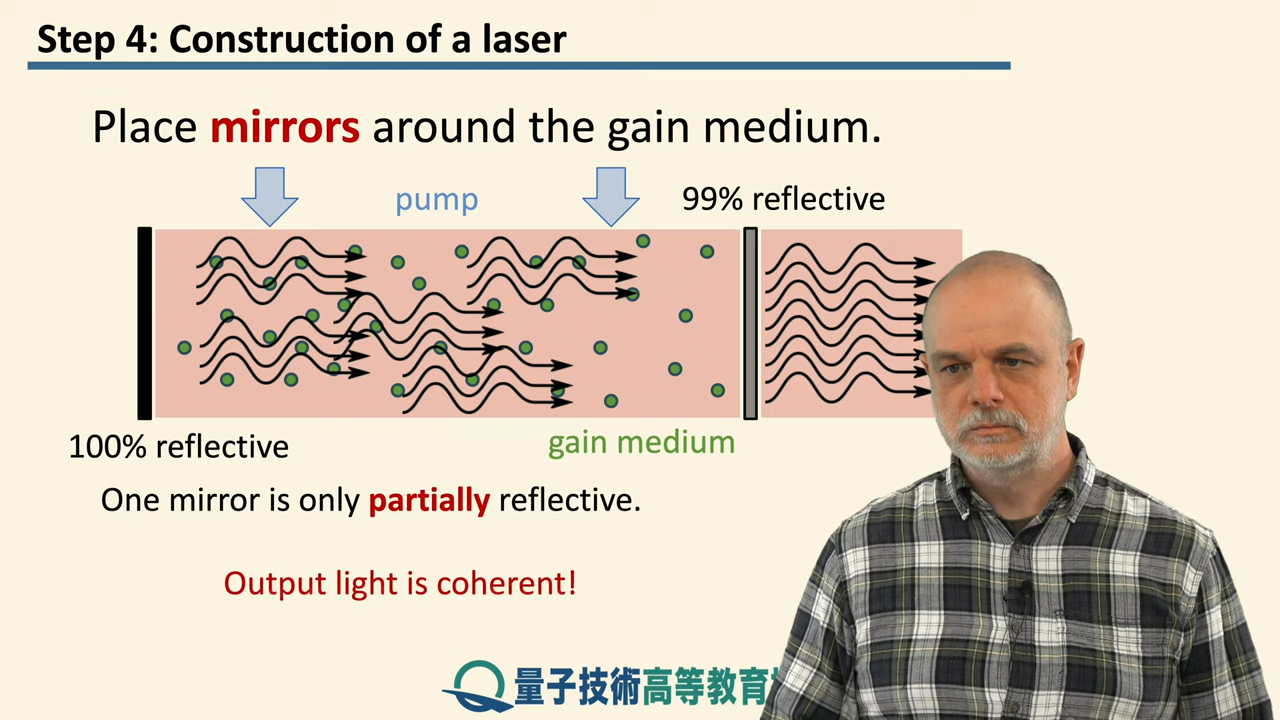 Step 4: Construction of a laser
Place mirrors around the gain medium.
pump
99% reflective
100% reflective
gain medium
One mirror is only partially reflective.
Output light is coherent!
量子技術高等教育